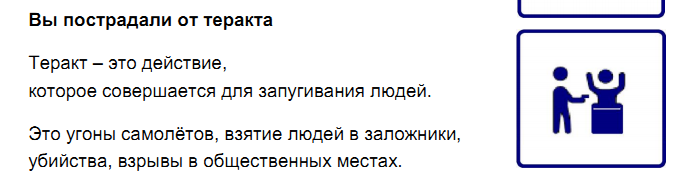 Вы пострадали от теракта
Теракт – это действие,
которое совершается для запугивания людей.
Это угоны самолётов, взятие людей в заложники,
убийства, взрывы в общественных местах.